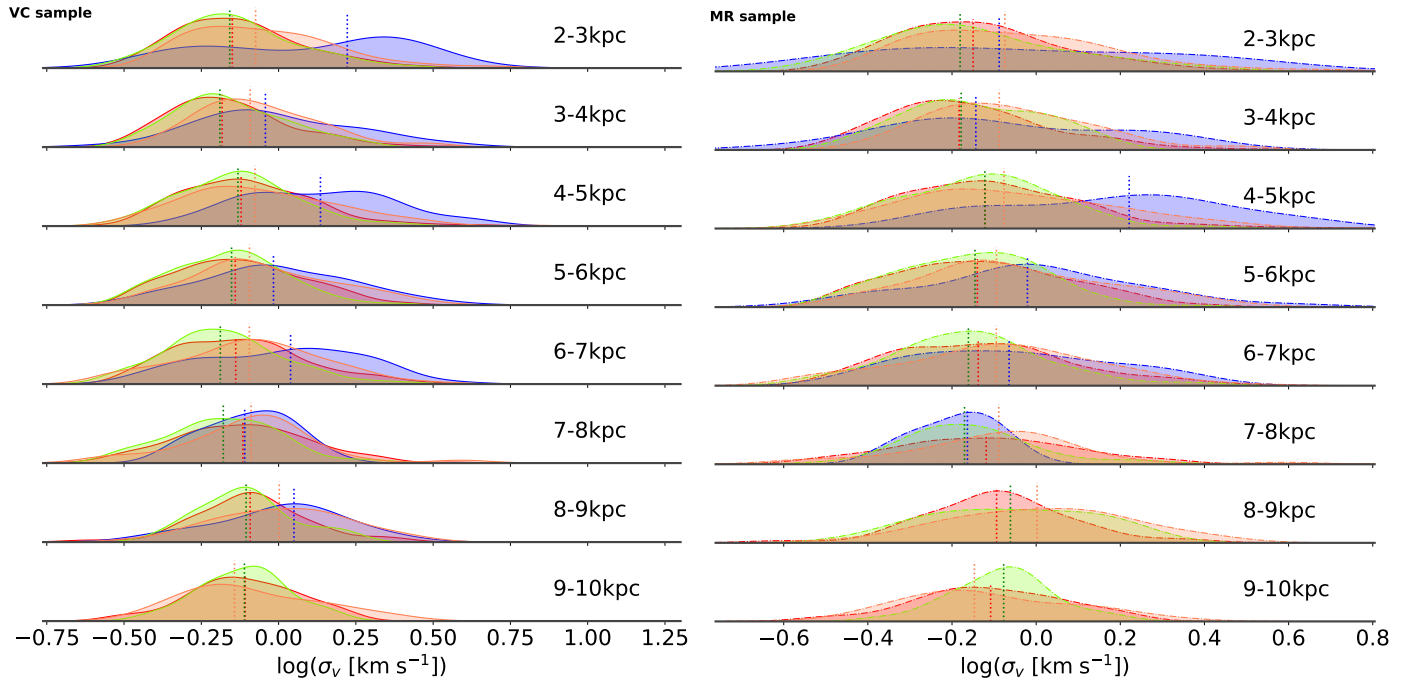 VC sample
2-3kpc
3-4kpc
4-5kpc
5-6kpc
6-7kpc
7-8kpc
8-9kpc
9-10kpc
−0.75 −0.50 −0.25 0.00 0.25 0.50 0.75 1.00 1.25
log(σᵥ [km s⁻¹])
MR sample
2-3kpc
3-4kpc
4-5kpc
5-6kpc
6-7kpc
7-8kpc
8-9kpc
9-10kpc
−0.6 −0.4 −0.2 0.0 0.2 0.4 0.6 0.8
log(σᵥ [km s⁻¹])